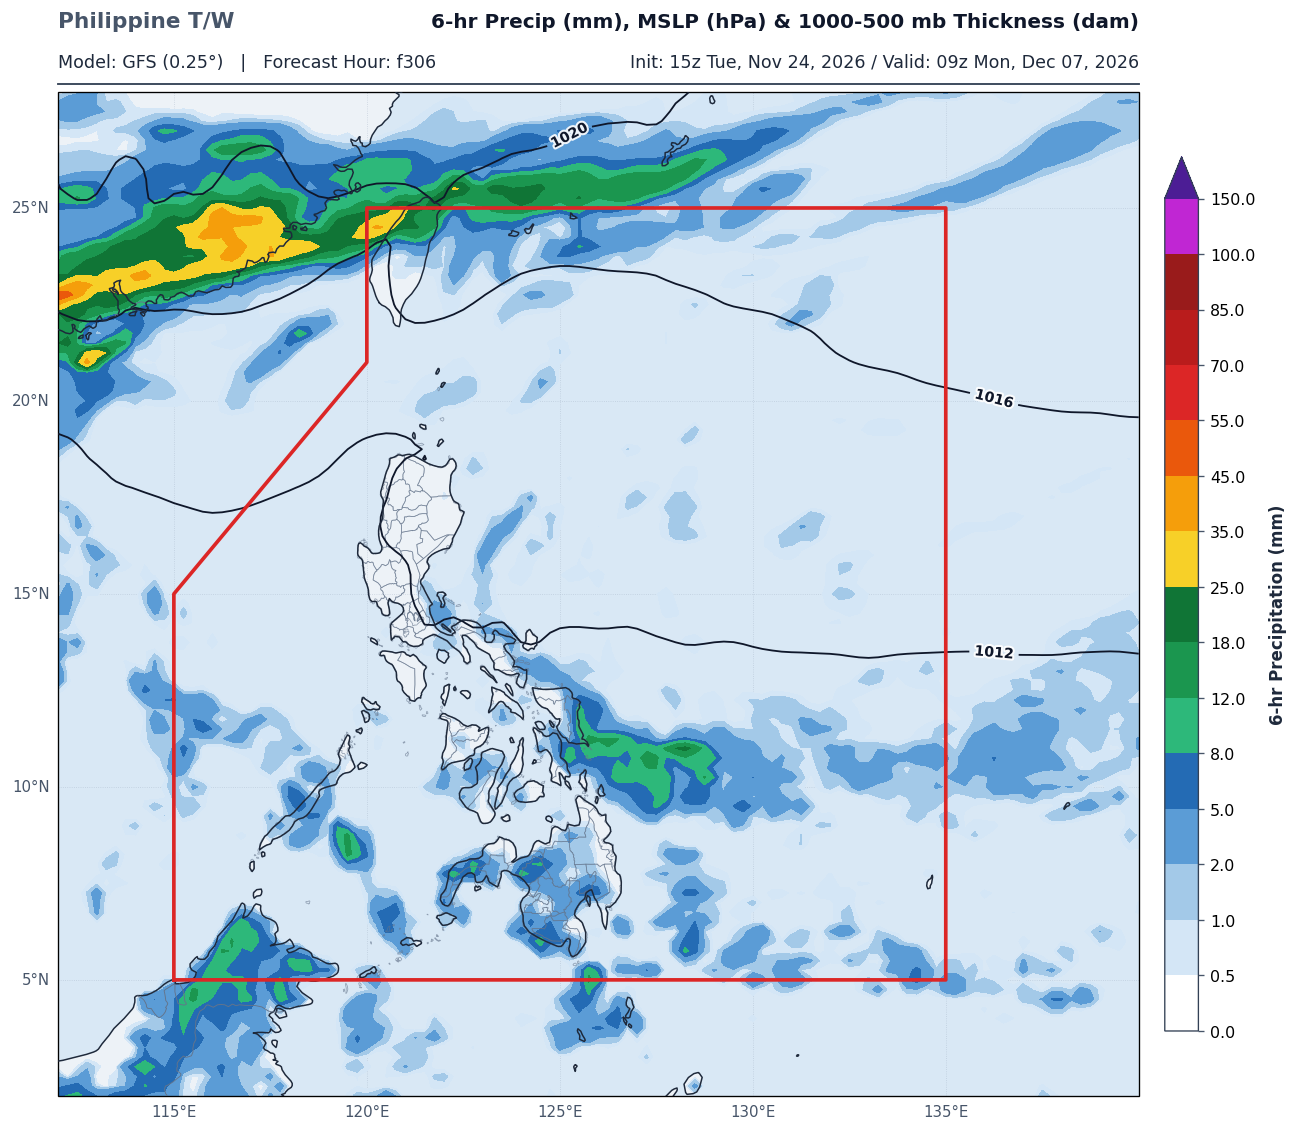 Philippine T/W
6-hr Precip (mm), MSLP (hPa) & 1000-500 mb Thickness (dam)
Model: GFS (0.25°) | Forecast Hour: f306
Init: 15z Tue, Nov 24, 2026 / Valid: 09z Mon, Dec 07, 2026
1020
1016
1012
25°N
20°N
15°N
10°N
5°N
115°E
120°E
125°E
130°E
135°E
150.0
100.0
85.0
70.0
55.0
45.0
35.0
25.0
18.0
12.0
8.0
5.0
2.0
1.0
0.5
0.0
6-hr Precipitation (mm)